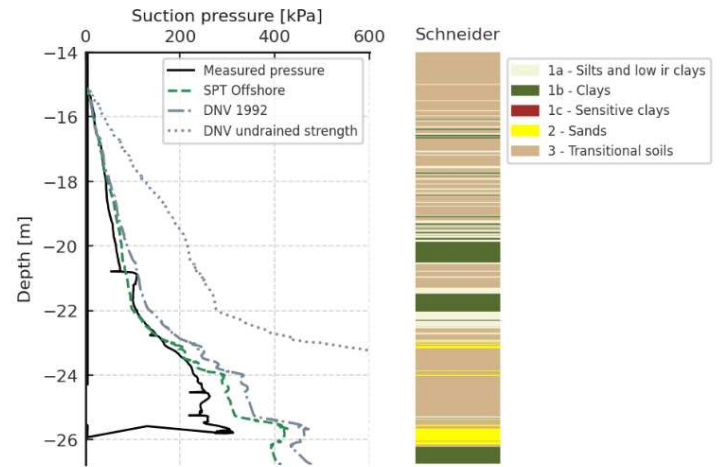 Suction pressure [kPa]
0 200 400 600
Schneider
Depth [m]
−14
−16
−18
−20
−22
−24
−26
Measured pressure
SPT Offshore
DNV 1992
DNV undrained strength
1a - Silts and low ir clays
1b - Clays
1c - Sensitive clays
2 - Sands
3 - Transitional soils